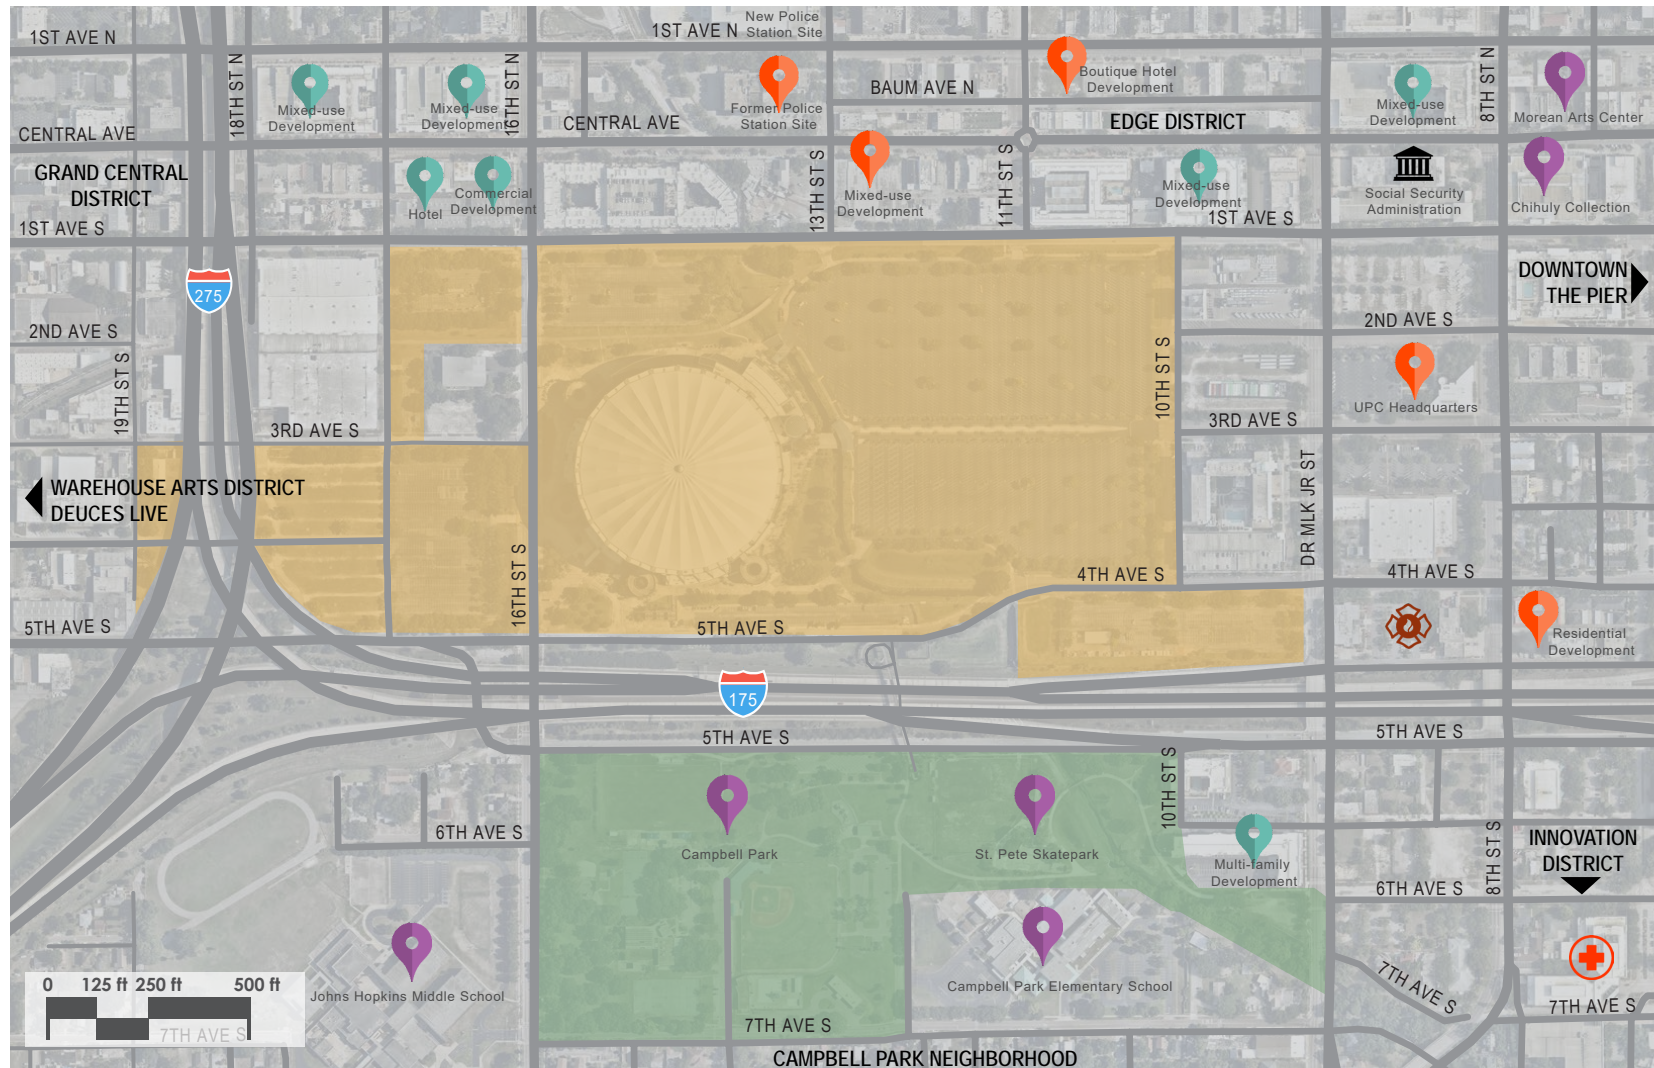 New Police
Station Site
1ST AVE N
1ST AVE N
18TH ST N
16TH ST N
8TH ST N
Boutique Hotel
Development
BAUM AVE N
Mixed-use
Development
Mixed-use
Development
Former Police
Station Site
Mixed-use
Development
Morean Arts Center
CENTRAL AVE
CENTRAL AVE
EDGE DISTRICT
GRAND CENTRAL
DISTRICT
13TH ST S
11TH ST S
Hotel
Commercial
Development
Mixed-use
Development
Mixed-use
Development
Social Security
Administration
Chihuly Collection
1ST AVE S
1ST AVE S
275
DOWNTOWN
THE PIER
2ND AVE S
2ND AVE S
19TH ST S
10TH ST S
UPC Headquarters
3RD AVE S
3RD AVE S
WAREHOUSE ARTS DISTRICT
DEUCES LIVE
DR MLK JR ST
16TH ST S
4TH AVE S
4TH AVE S
5TH AVE S
5TH AVE S
Residential
Development
175
5TH AVE S
5TH AVE S
10TH ST S
6TH AVE S
Campbell Park
St. Pete Skatepark
Multi-family
Development
8TH ST S
INNOVATION
DISTRICT
6TH AVE S
0 125 ft 250 ft 500 ft
Johns Hopkins Middle School
Campbell Park Elementary School
7TH AVE S
7TH AVE S
7TH AVE S
7TH AVE S
CAMPBELL PARK NEIGHBORHOOD